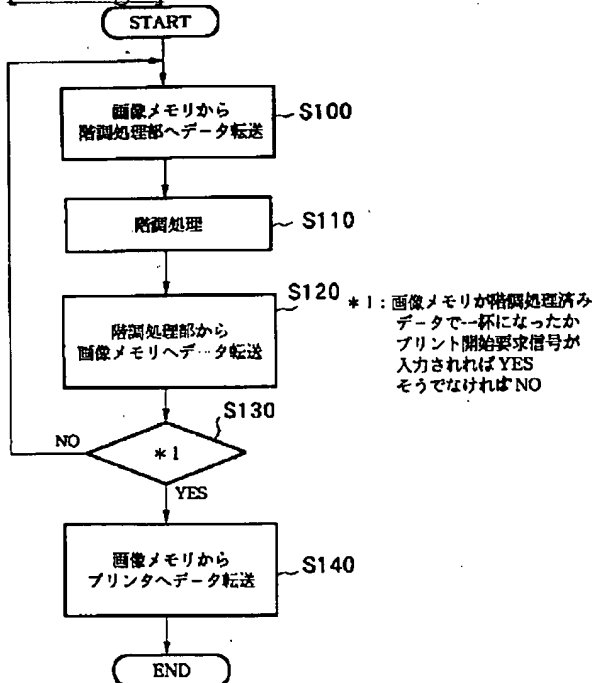 START
画像メモリから
階調処理部へデータ転送
S100
階調処理
S110
S120
階調処理部から
画像メモリへデータ転送
*1:画像メモリが階調処理済み
データで一杯になったか
プリント開始要求信号が
入力されればYES
そうでなければNO
S130
NO
*1
YES
画像メモリから
プリンタへデータ転送
S140
END